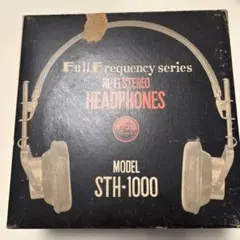 Full Frequency series
HI-FI STEREO
HEADPHONES
MODEL
STH-1000